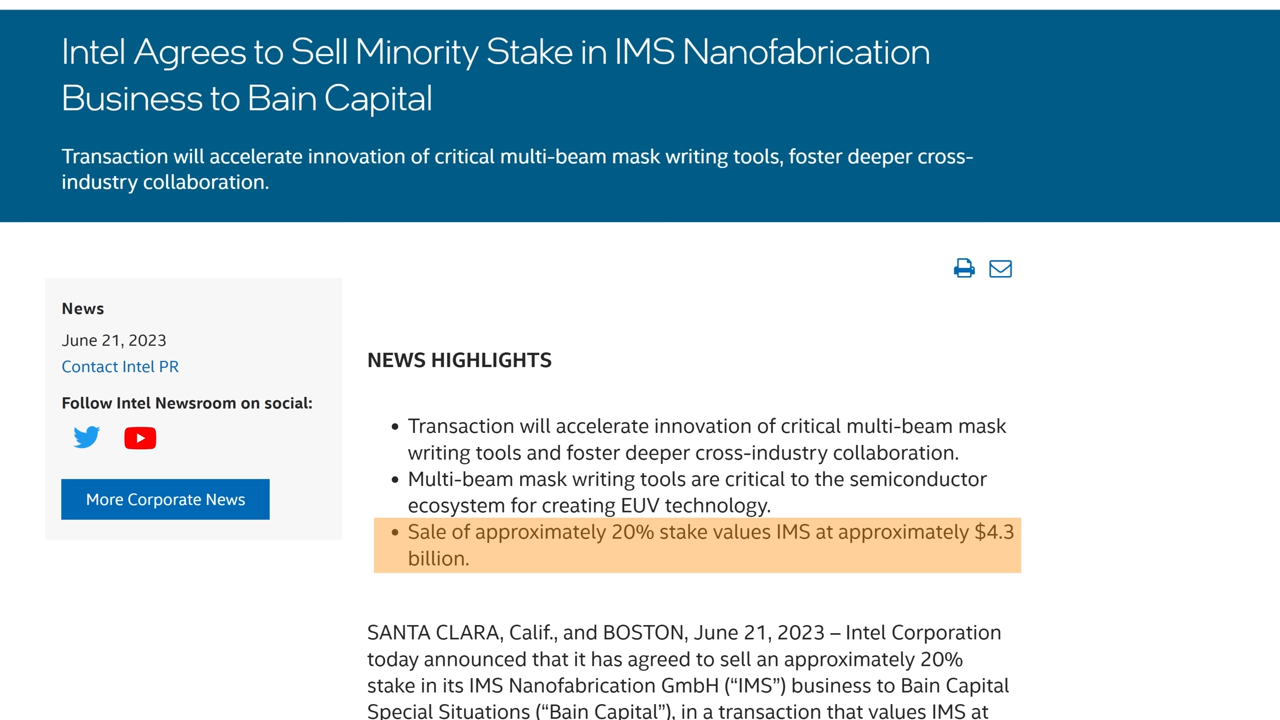 Intel Agrees to Sell Minority Stake in IMS Nanofabrication
Business to Bain Capital
Transaction will accelerate innovation of critical multi-beam mask writing tools, foster deeper cross-
industry collaboration.
News
June 21, 2023
Contact Intel PR
Follow Intel Newsroom on social:
More Corporate News
NEWS HIGHLIGHTS
• Transaction will accelerate innovation of critical multi-beam mask
writing tools and foster deeper cross-industry collaboration.
• Multi-beam mask writing tools are critical to the semiconductor
ecosystem for creating EUV technology.
• Sale of approximately 20% stake values IMS at approximately $4.3
billion.
SANTA CLARA, Calif., and BOSTON, June 21, 2023 – Intel Corporation
today announced that it has agreed to sell an approximately 20%
stake in its IMS Nanofabrication GmbH (“IMS”) business to Bain Capital
Special Situations (“Bain Capital”), in a transaction that values IMS at